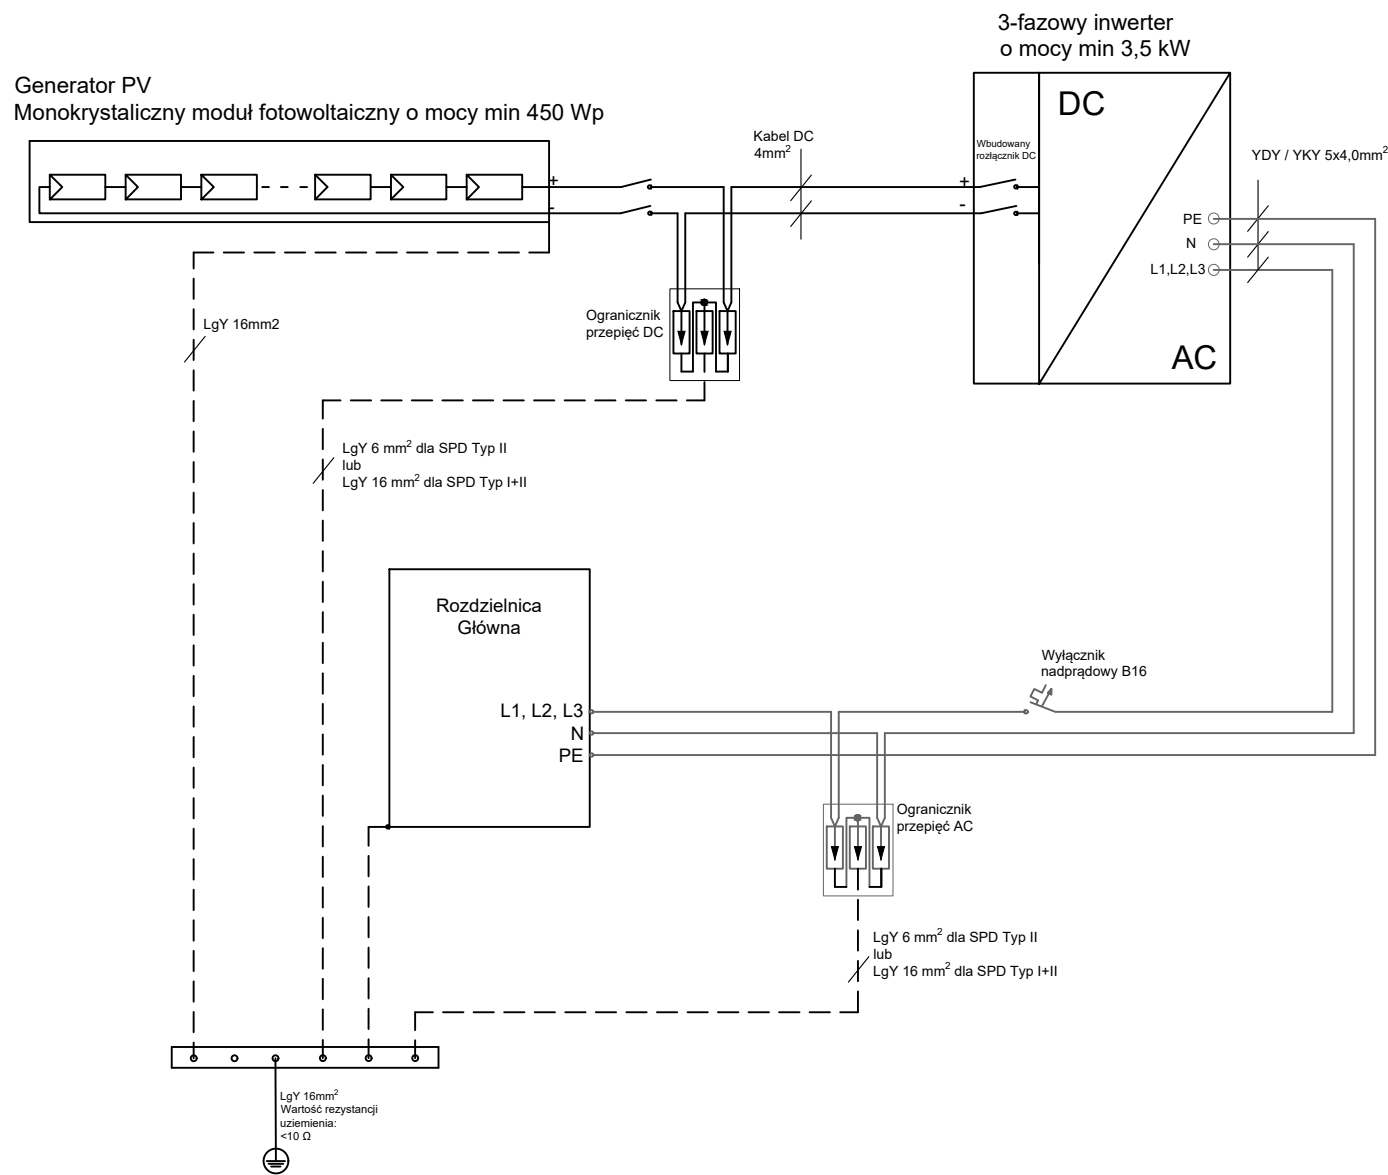 3-fazowy inwerter
o mocy min 3,5 kW
Generator PV
Monokrystaliczny moduł fotowoltaiczny o mocy min 450 Wp
DC
Kabel DC
4mm²
Wbudowany
rozłącznik DC
YDY / YKY 5x4,0mm²
+
-
+
-
PE
N
L1,L2,L3
AC
LgY 16mm2
Ogranicznik
przepięć DC
LgY 6 mm² dla SPD Typ II
lub
LgY 16 mm² dla SPD Typ I+II
Rozdzielnica
Główna
L1, L2, L3
N
PE
Wyłącznik
nadprądowy B16
Ogranicznik
przepięć AC
LgY 6 mm² dla SPD Typ II
lub
LgY 16 mm² dla SPD Typ I+II
LgY 16mm²
Wartość rezystancji
uziemienia:
<10 Ω